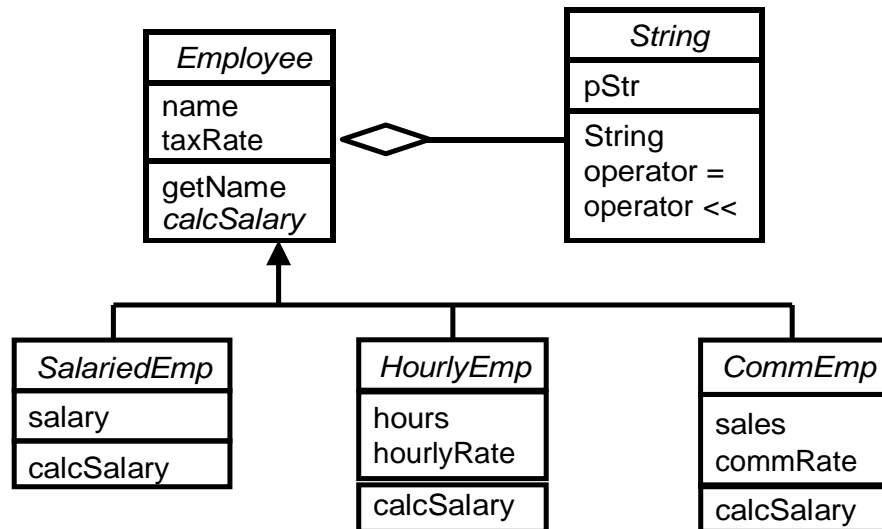 Employee
name
taxRate
getName
calcSalary
String
pStr
String
operator =
operator <<
SalariedEmp
salary
calcSalary
HourlyEmp
hours
hourlyRate
calcSalary
CommEmp
sales
commRate
calcSalary